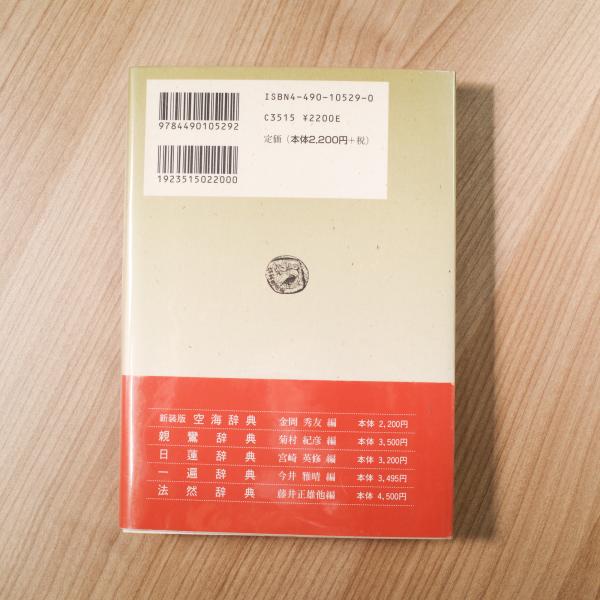 ISBN4-490-10529-0
C3515 ¥2200E
定価（本体2,200円＋税）
9784490105292
1923515022000
新装版 空海辞典 金岡 秀友 編 本体 2,200円
親鸞辞典 菊村 紀彦 編 本体 3,500円
日蓮辞典 宮崎 英修 編 本体 3,200円
一遍辞典 今井 雅晴 編 本体 3,495円
法然辞典 藤井正雄他編 本体 4,500円